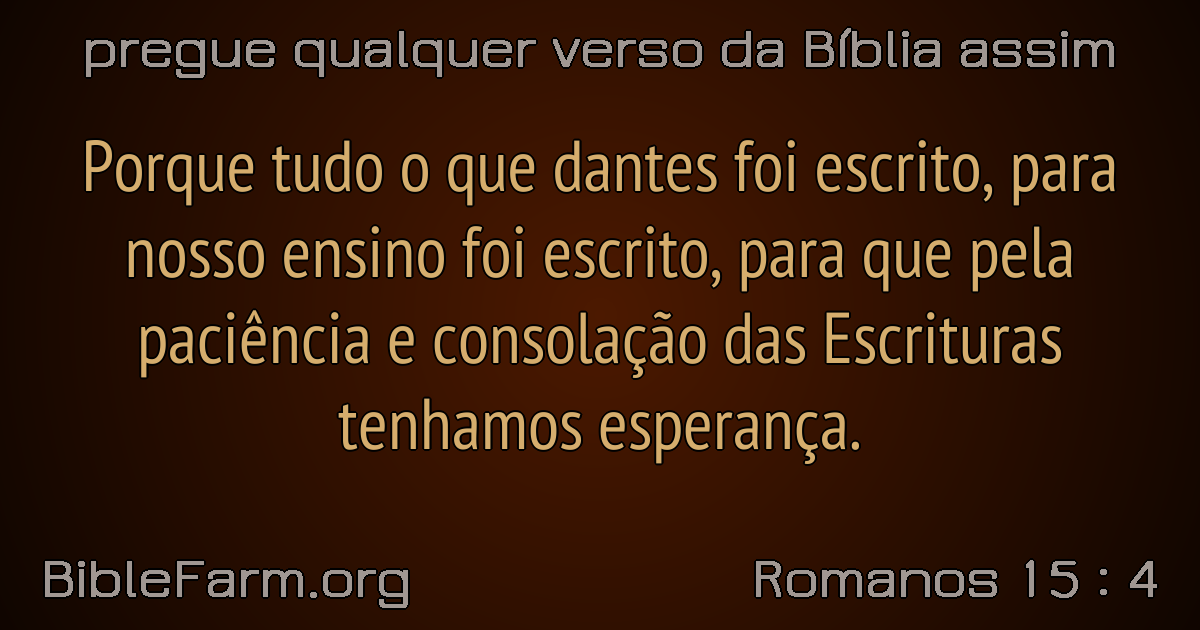 pregue qualquer verso da Bíblia assim
Porque tudo o que dantes foi escrito, para
nosso ensino foi escrito, para que pela
paciência e consolação das Escrituras
tenhamos esperança.
BibleFarm.org
Romanos 15 : 4